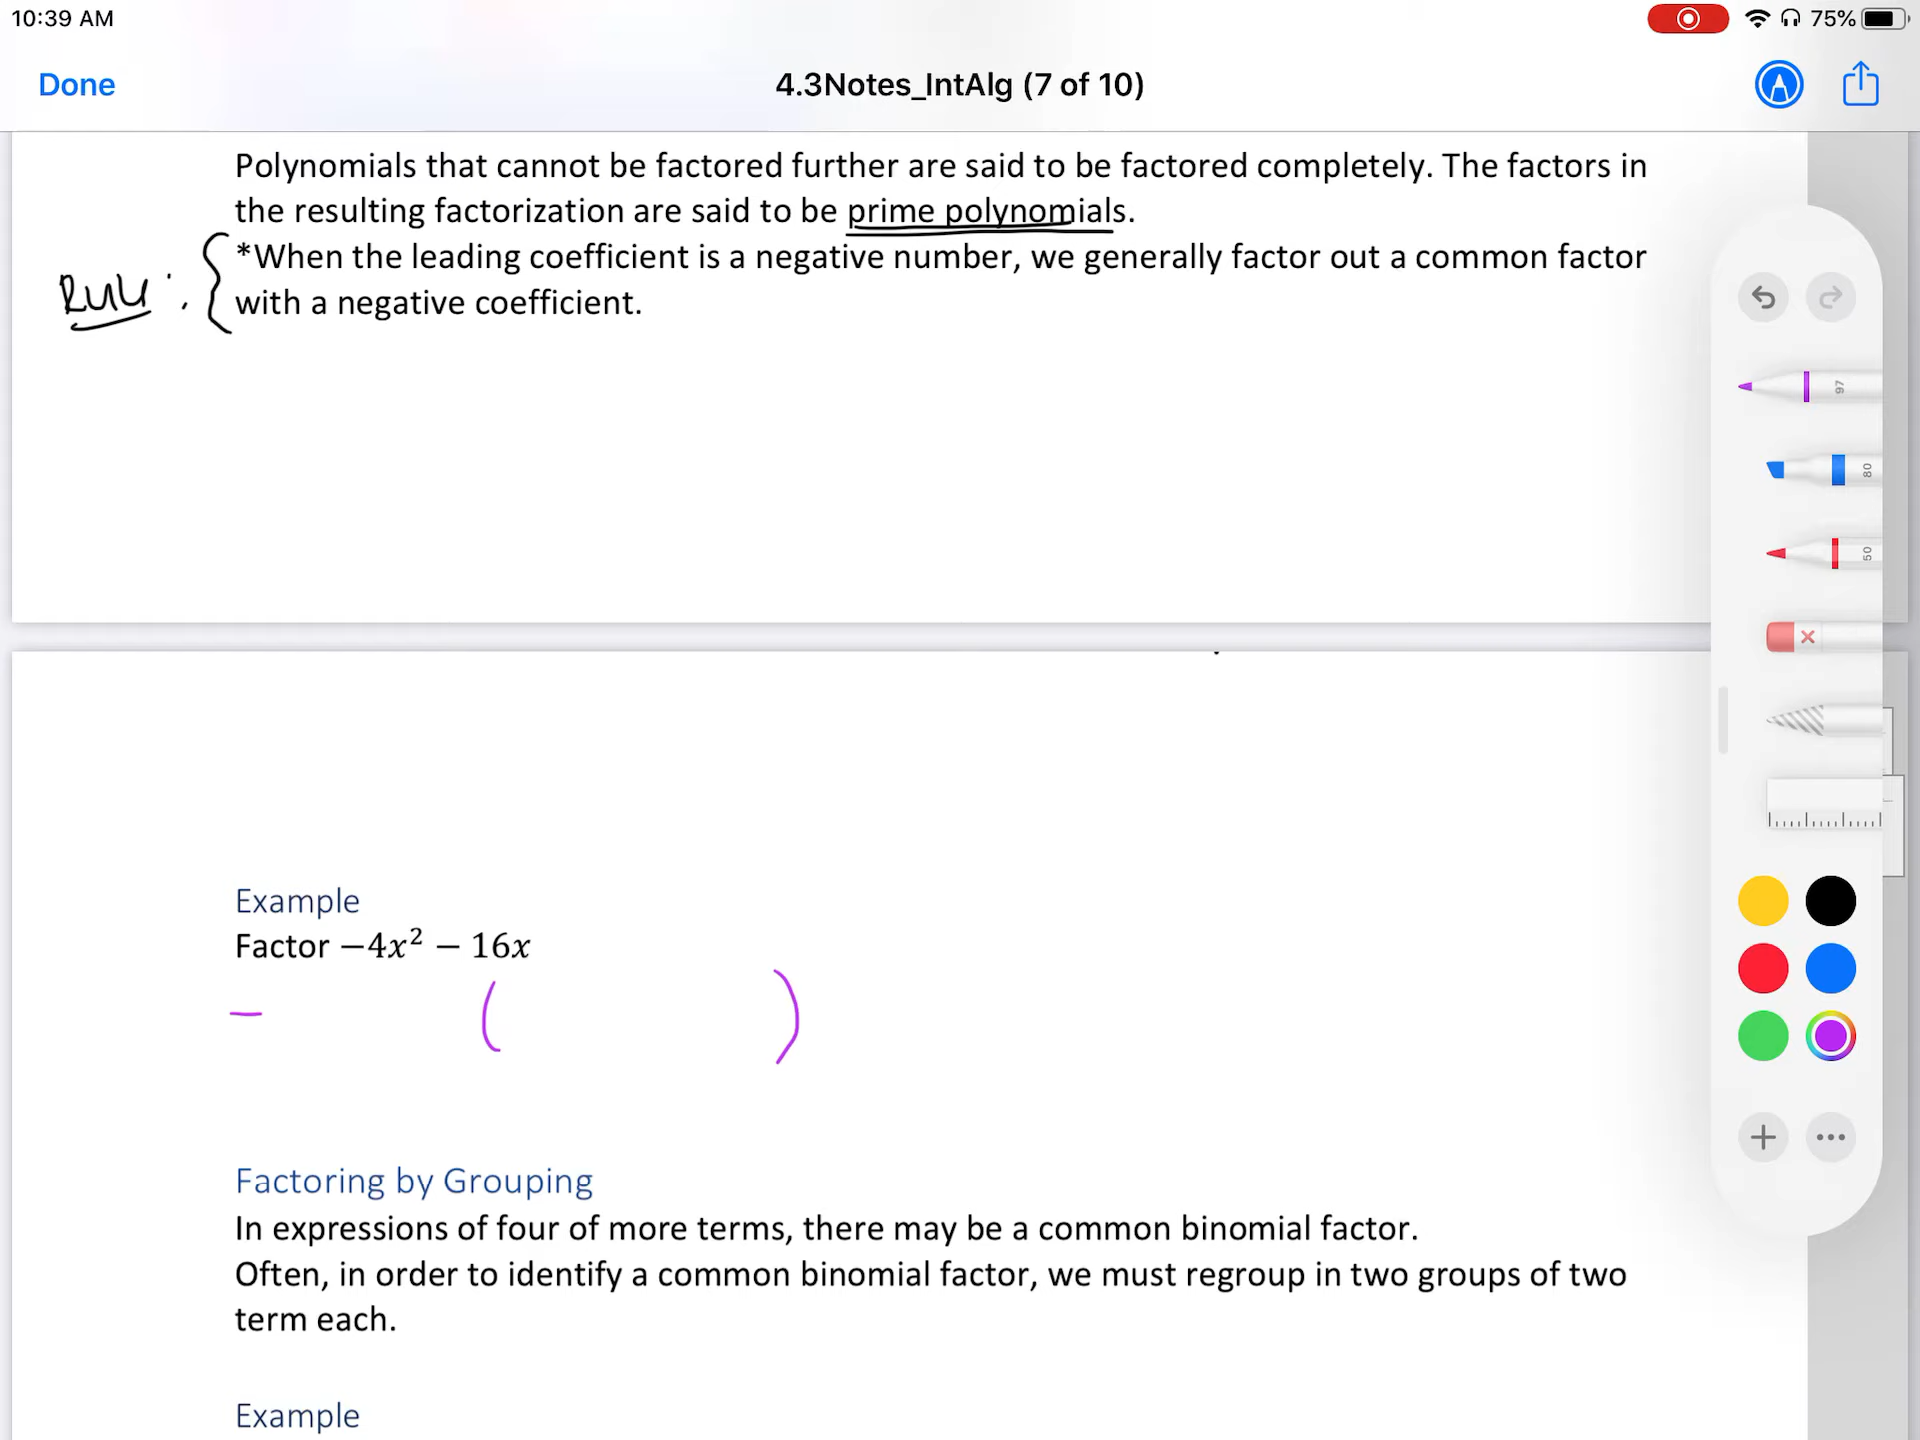 10:39 AM
75%
Done
4.3Notes_IntAlg (7 of 10)
Polynomials that cannot be factored further are said to be factored completely. The factors in
the resulting factorization are said to be prime polynomials.
Rule: *When the leading coefficient is a negative number, we generally factor out a common factor
with a negative coefficient.
97
80
50
Example
Factor −4x² − 16x
− ( )
Factoring by Grouping
In expressions of four of more terms, there may be a common binomial factor.
Often, in order to identify a common binomial factor, we must regroup in two groups of two
term each.
Example